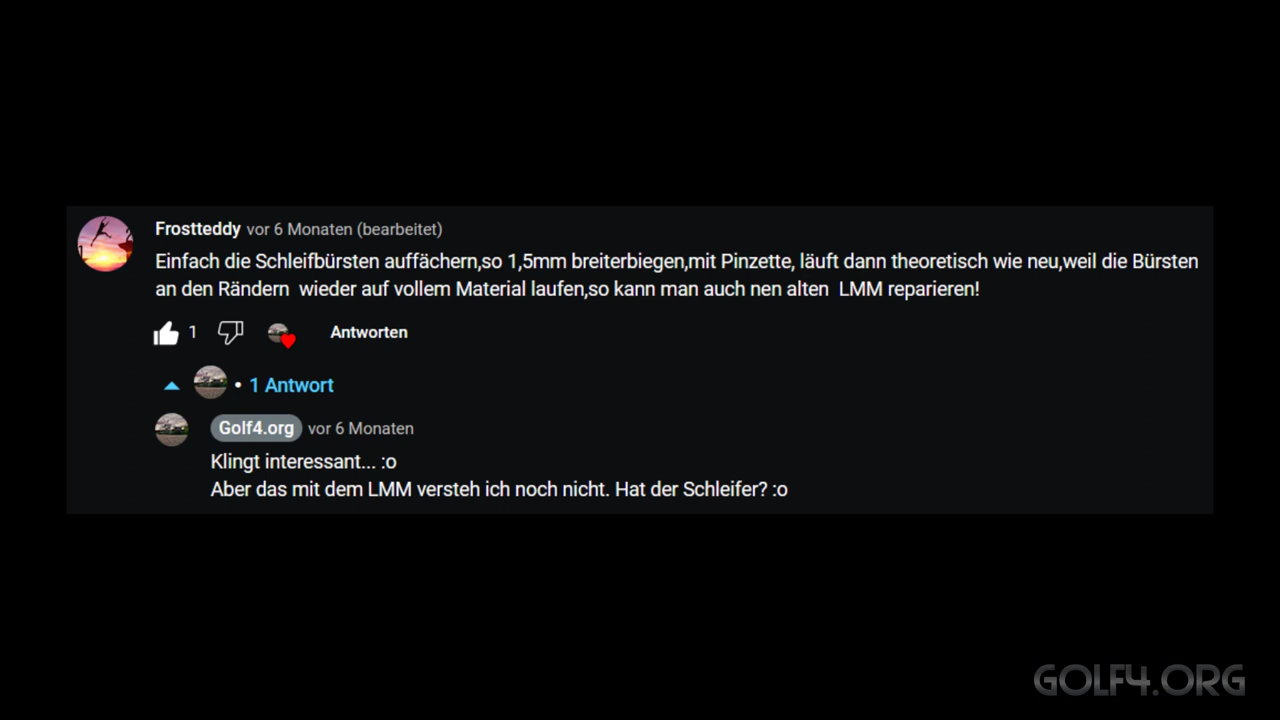 Frostteddy vor 6 Monaten (bearbeitet)
Einfach die Schleifbürsten auffächern,so 1,5mm breiterbiegen,mit Pinzette, läuft dann theoretisch wie neu,weil die Bürsten
an den Rändern  wieder auf vollem Material laufen,so kann man auch nen alten  LMM reparieren!
1 Antworten
• 1 Antwort
Golf4.org vor 6 Monaten
Klingt interessant... :o
Aber das mit dem LMM versteh ich noch nicht. Hat der Schleifer? :o
GOLF4.ORG